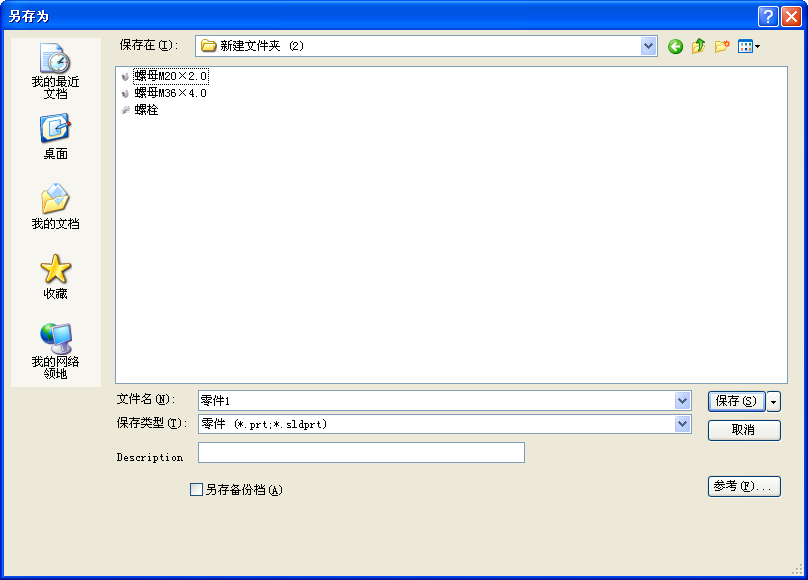 另存为
保存在(I):
新建文件夹 (2)
我的最近
文档
桌面
我的文档
收藏
我的网络
领地
螺母M20×2.0
螺母M36×4.0
螺栓
文件名(N):
零件1
保存(S)
保存类型(T):
零件 (*.prt;*.sldprt)
取消
Description
另存备份档(A)
参考(F)...